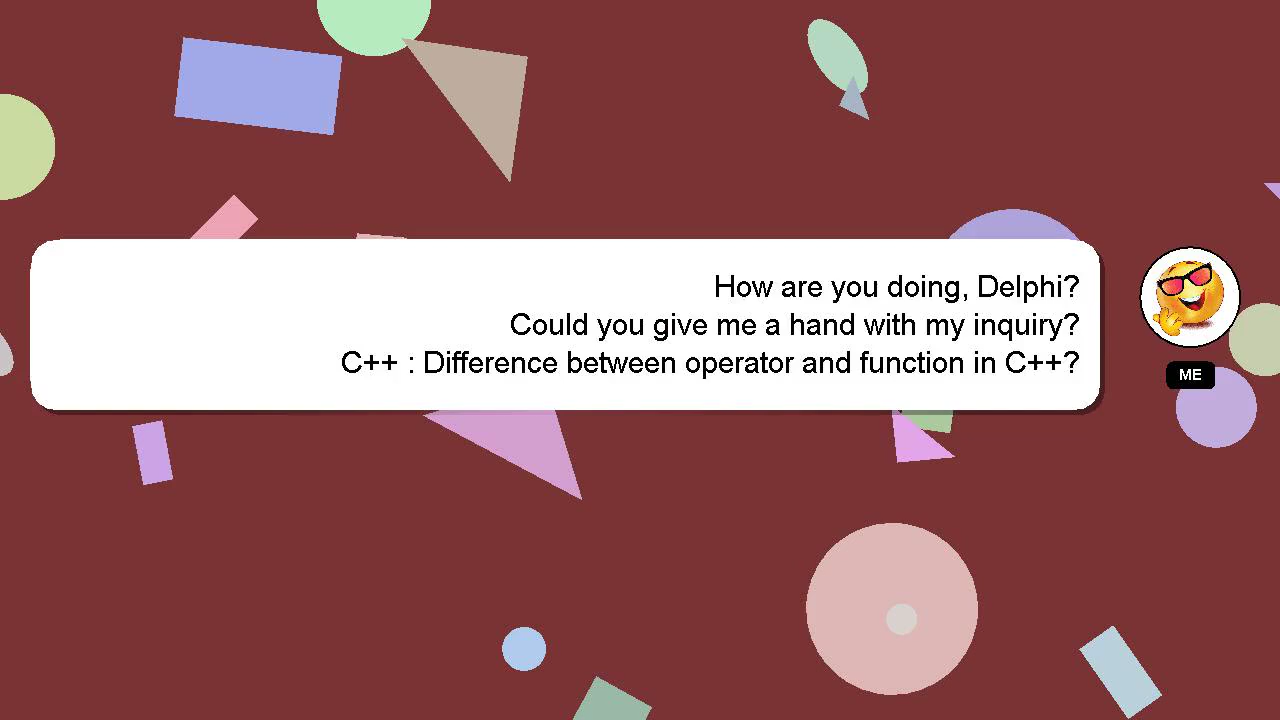 How are you doing, Delphi?
Could you give me a hand with my inquiry?
C++ : Difference between operator and function in C++?
ME